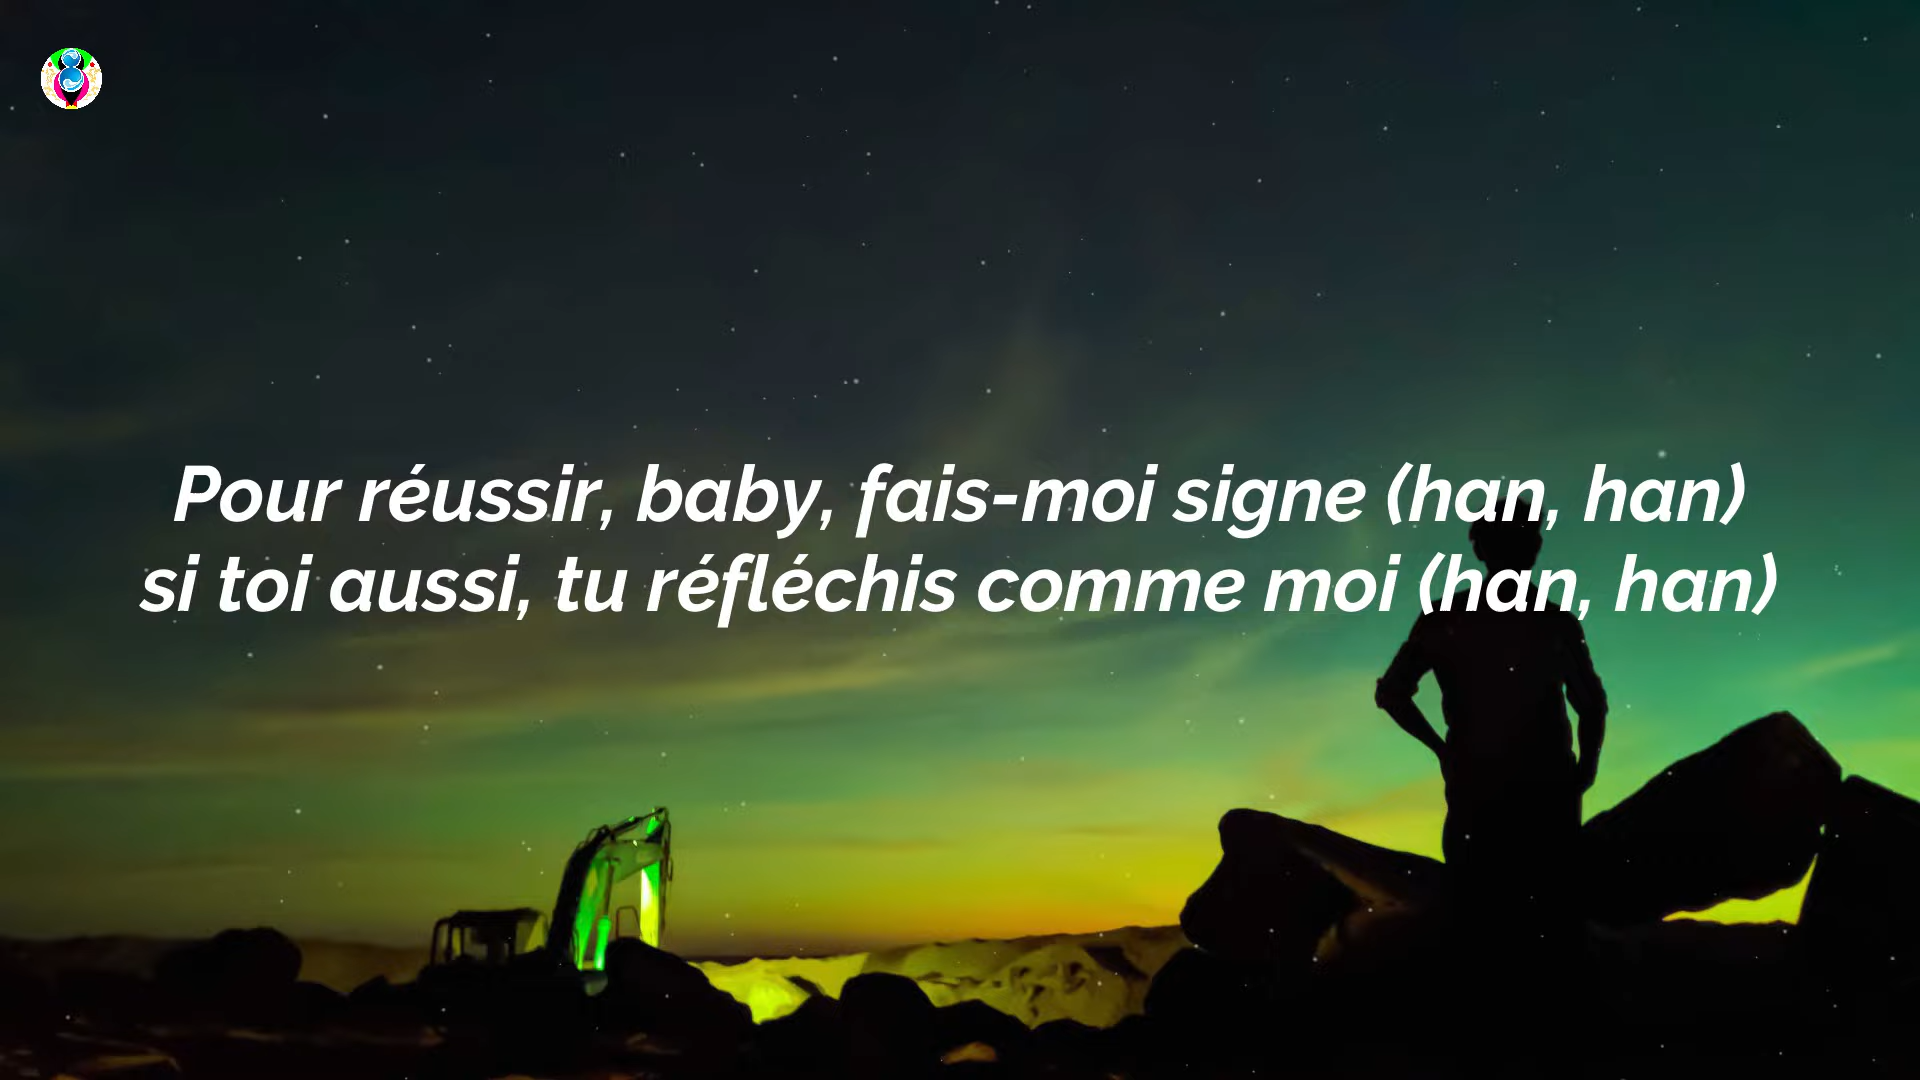 Pour réussir, baby, fais-moi signe (han, han)
si toi aussi, tu réfléchis comme moi (han, han)